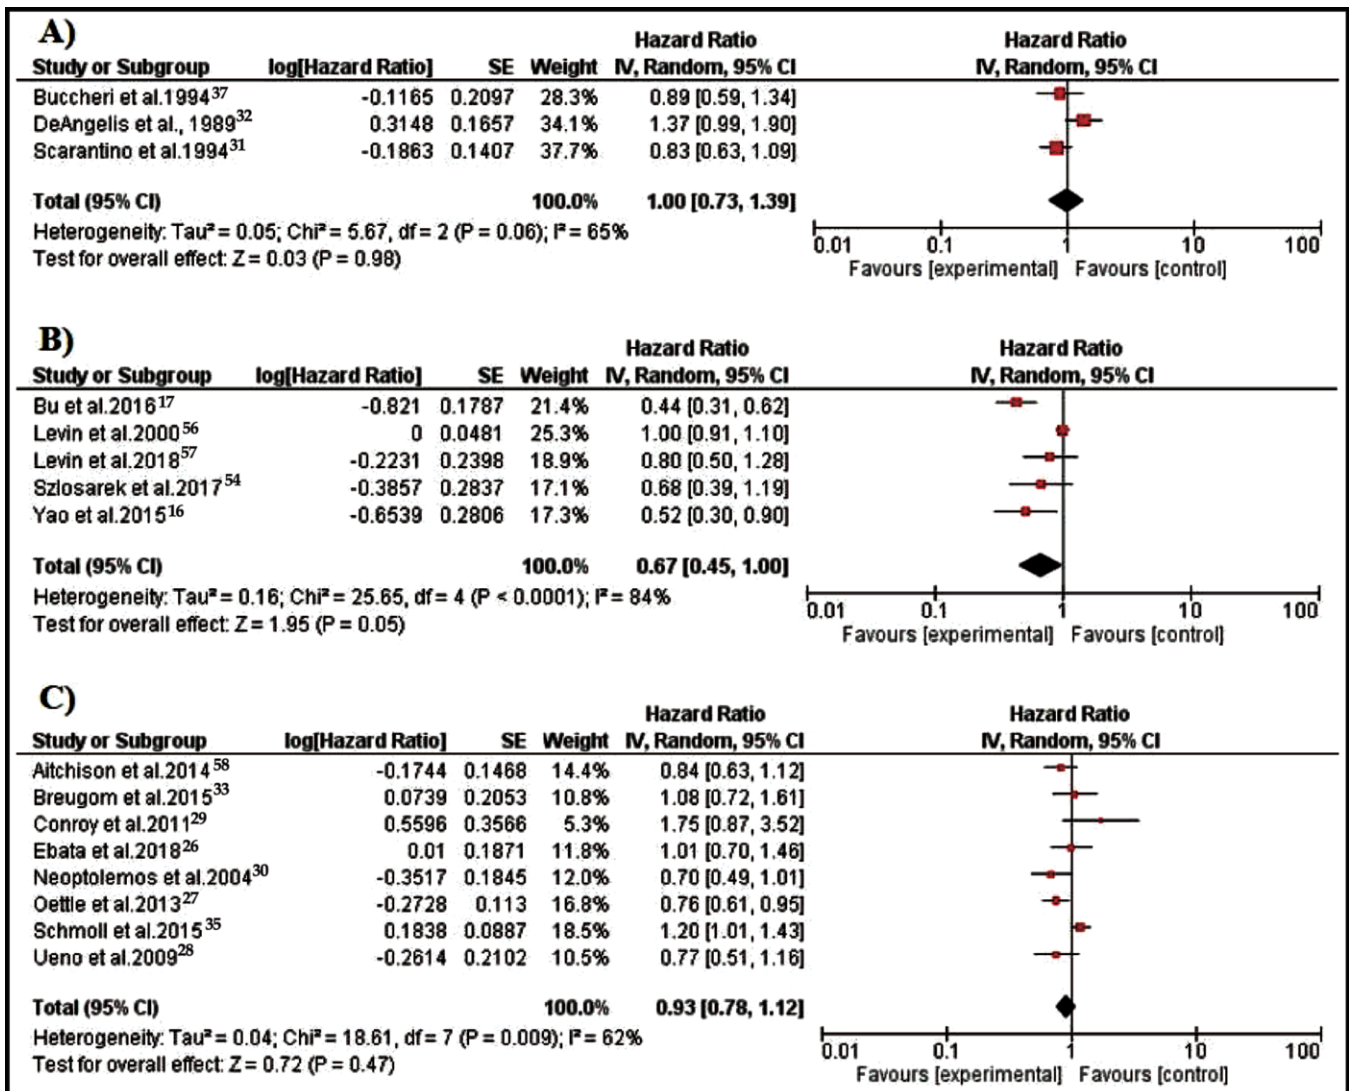 A)
Hazard Ratio Hazard Ratio
Study or Subgroup log[Hazard Ratio] SE Weight IV, Random, 95% CI IV, Random, 95% CI
Buccheri et al.1994³⁷ -0.1165 0.2097 28.3% 0.89 [0.59, 1.34]
DeAngelis et al., 1989³² 0.3148 0.1657 34.1% 1.37 [0.99, 1.90]
Scarantino et al.1994³¹ -0.1863 0.1407 37.7% 0.83 [0.63, 1.09]
Total (95% CI) 100.0% 1.00 [0.73, 1.39]
Heterogeneity: Tau² = 0.05; Chi² = 5.67, df = 2 (P = 0.06); I² = 65%
Test for overall effect: Z = 0.03 (P = 0.98)
0.01 0.1 1 10 100
Favours [experimental] Favours [control]
B)
Hazard Ratio Hazard Ratio
Study or Subgroup log[Hazard Ratio] SE Weight IV, Random, 95% CI IV, Random, 95% CI
Bu et al.2016¹⁷ -0.821 0.1787 21.4% 0.44 [0.31, 0.62]
Levin et al.2000⁵⁶ 0 0.0481 25.3% 1.00 [0.91, 1.10]
Levin et al.2018⁵⁷ -0.2231 0.2398 18.9% 0.80 [0.50, 1.28]
Szlosarek et al.2017⁵⁴ -0.3857 0.2837 17.1% 0.68 [0.39, 1.19]
Yao et al.2015¹⁶ -0.6539 0.2806 17.3% 0.52 [0.30, 0.90]
Total (95% CI) 100.0% 0.67 [0.45, 1.00]
Heterogeneity: Tau² = 0.16; Chi² = 25.65, df = 4 (P < 0.0001); I² = 84%
Test for overall effect: Z = 1.95 (P = 0.05)
0.01 0.1 1 10 100
Favours [experimental] Favours [control]
C)
Hazard Ratio Hazard Ratio
Study or Subgroup log[Hazard Ratio] SE Weight IV, Random, 95% CI IV, Random, 95% CI
Aitchison et al.2014⁵⁸ -0.1744 0.1468 14.4% 0.84 [0.63, 1.12]
Breugom et al.2015³³ 0.0739 0.2053 10.8% 1.08 [0.72, 1.61]
Conroy et al.2011²⁹ 0.5596 0.3566 5.3% 1.75 [0.87, 3.52]
Ebata et al.2018²⁶ 0.01 0.1871 11.8% 1.01 [0.70, 1.46]
Neoptolemos et al.2004³⁰ -0.3517 0.1845 12.0% 0.70 [0.49, 1.01]
Oettle et al.2013²⁷ -0.2728 0.113 16.8% 0.76 [0.61, 0.95]
Schmoll et al.2015³⁵ 0.1838 0.0887 18.5% 1.20 [1.01, 1.43]
Ueno et al.2009²⁸ -0.2614 0.2102 10.5% 0.77 [0.51, 1.16]
Total (95% CI) 100.0% 0.93 [0.78, 1.12]
Heterogeneity: Tau² = 0.04; Chi² = 18.61, df = 7 (P = 0.009); I² = 62%
Test for overall effect: Z = 0.72 (P = 0.47)
0.01 0.1 1 10 100
Favours [experimental] Favours [control]